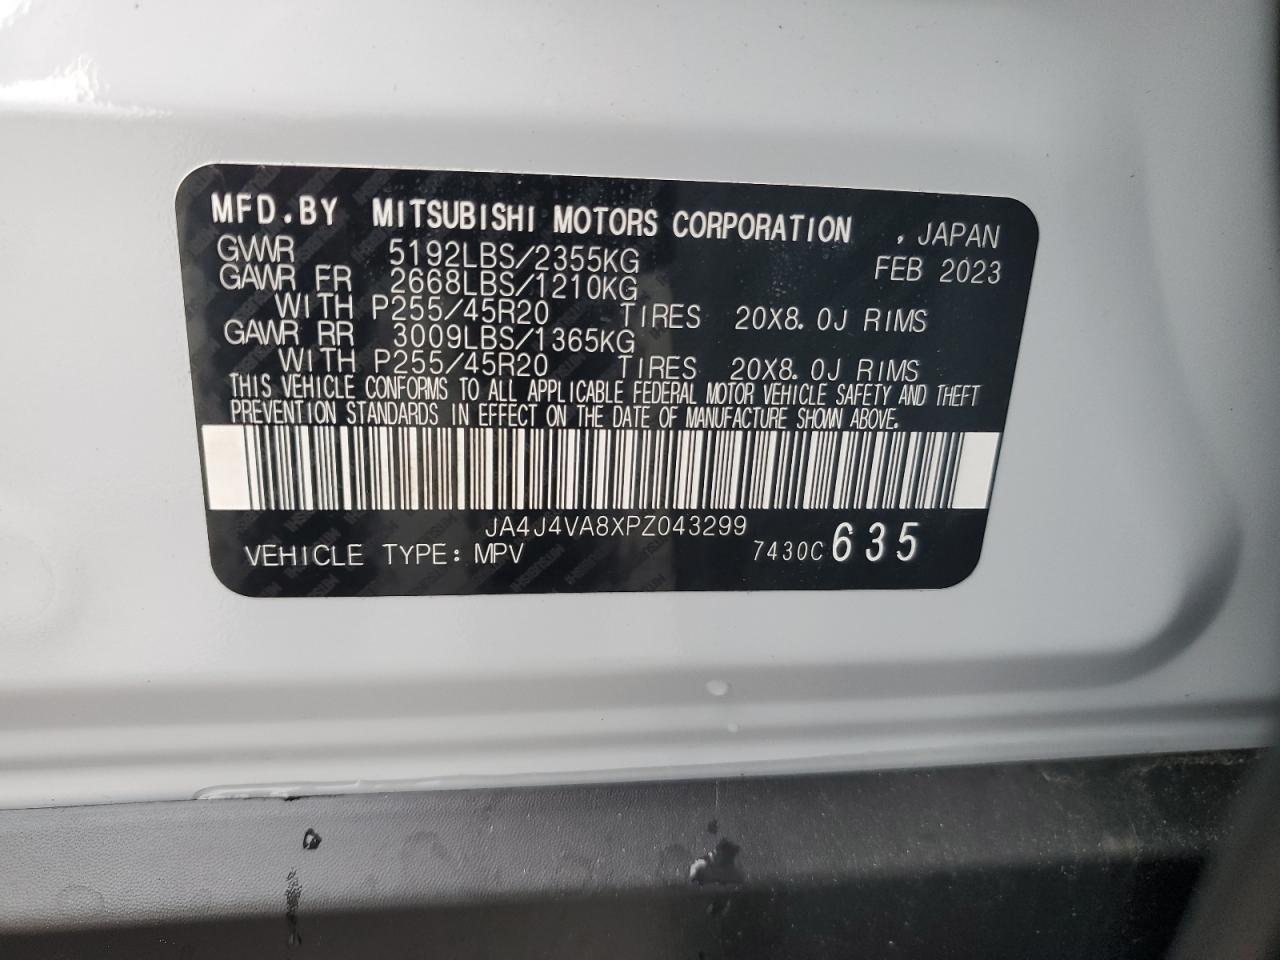 MFD.BY MITSUBISHI MOTORS CORPORATION , JAPAN
GVWR 5192LBS/2355KG FEB 2023
GAWR FR 2668LBS/1210KG
WITH P255/45R20 TIRES 20X8.0J RIMS
GAWR RR 3009LBS/1365KG
WITH P255/45R20 TIRES 20X8.0J RIMS
THIS VEHICLE CONFORMS TO ALL APPLICABLE FEDERAL MOTOR VEHICLE SAFETY AND THEFT
PREVENTION STANDARDS IN EFFECT ON THE DATE OF MANUFACTURE SHOWN ABOVE.
JA4J4VA8XPZ043299
VEHICLE TYPE: MPV 7430C 635